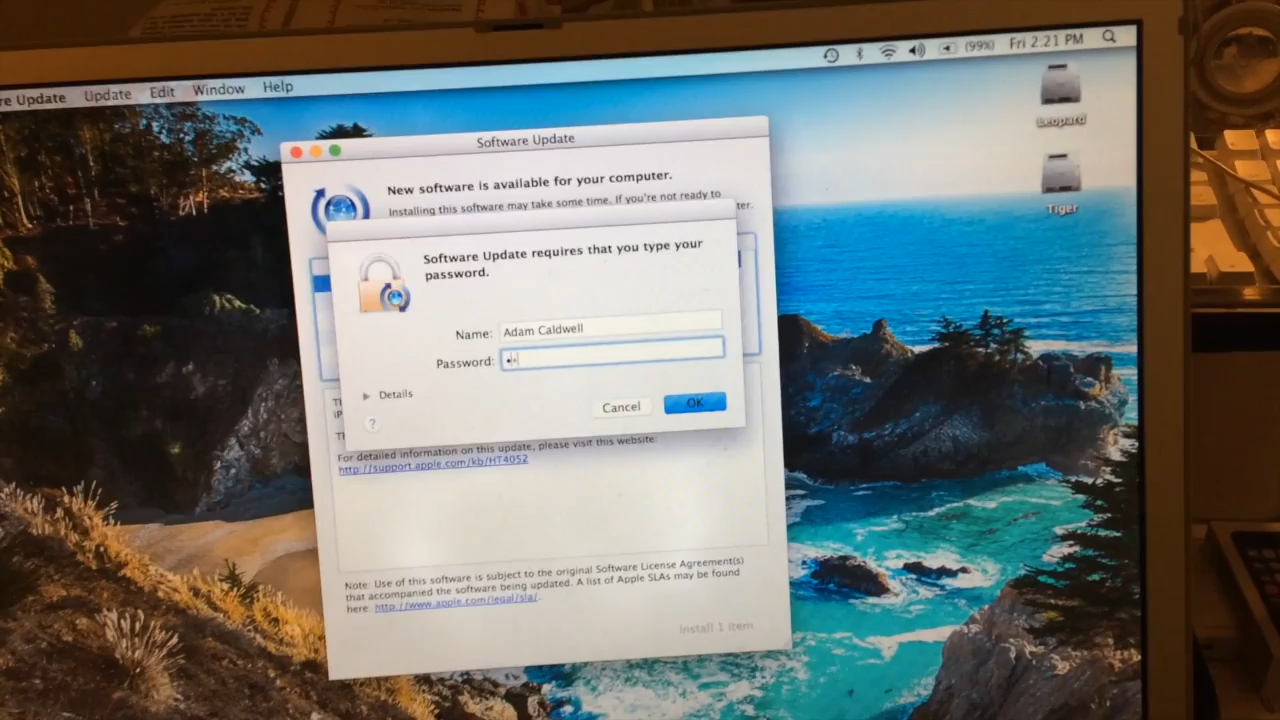 re Update Update Edit Window Help
(99%) Fri 2:21 PM
Leopard
Tiger
Software Update
New software is available for your computer.
Installing this software may take some time. If you're not ready to
ter.
Software Update requires that you type your
password.
Name: Adam Caldwell
Password:
Details
?
Cancel OK
For detailed information on this update, please visit this website:
http://support.apple.com/kb/HT4052
Note: Use of this software is subject to the original Software License Agreement(s)
that accompanied the software being updated. A list of Apple SLAs may be found
here: http://www.apple.com/legal/sla/.
Install 1 Item